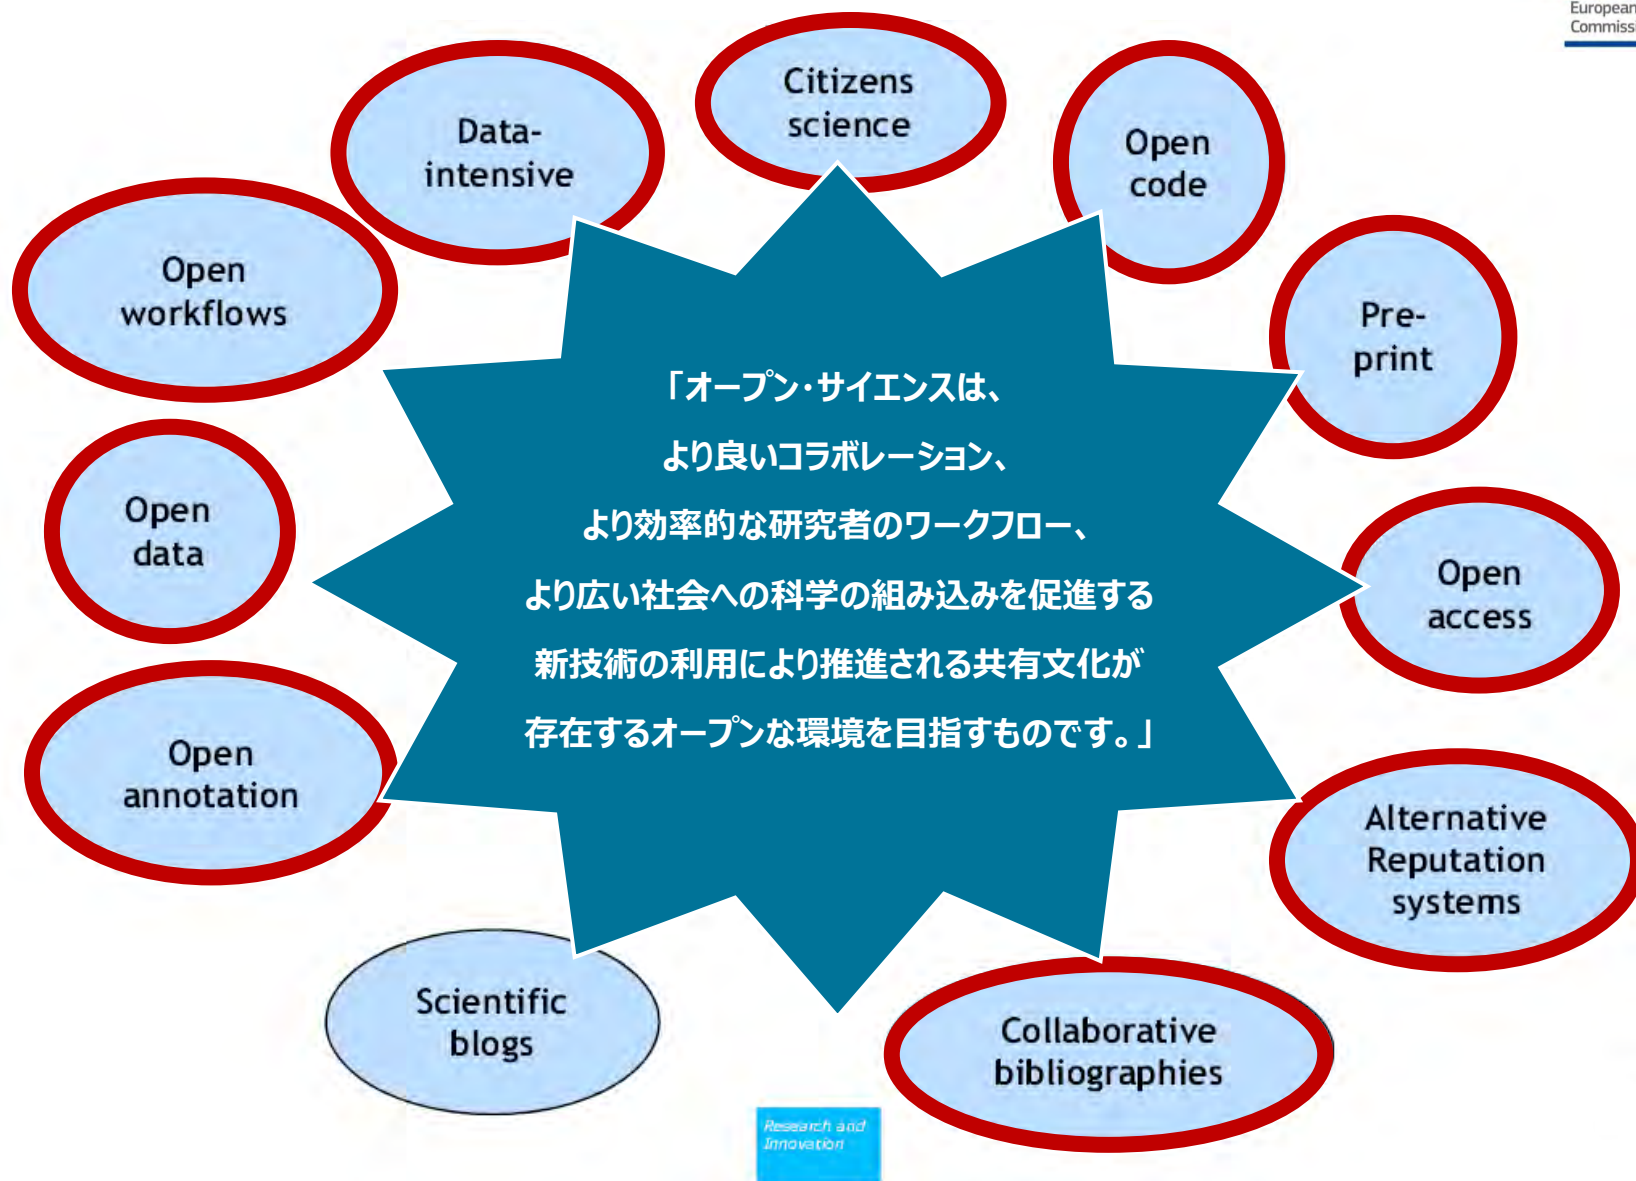 European
Citizens
science
Data-
intensive
Open
code
Open
workflows
Pre-
print
「オープン・サイエンスは、
より良いコラボレーション、
より効率的な研究者のワークフロー、
より広い社会への科学の組み込みを促進する
新技術の利用により推進される共有文化が
存在するオープンな環境を目指すものです。」
Open
data
Open
access
Open
annotation
Alternative
Reputation
systems
Scientific
blogs
Collaborative
bibliographies
Research and
Innovation